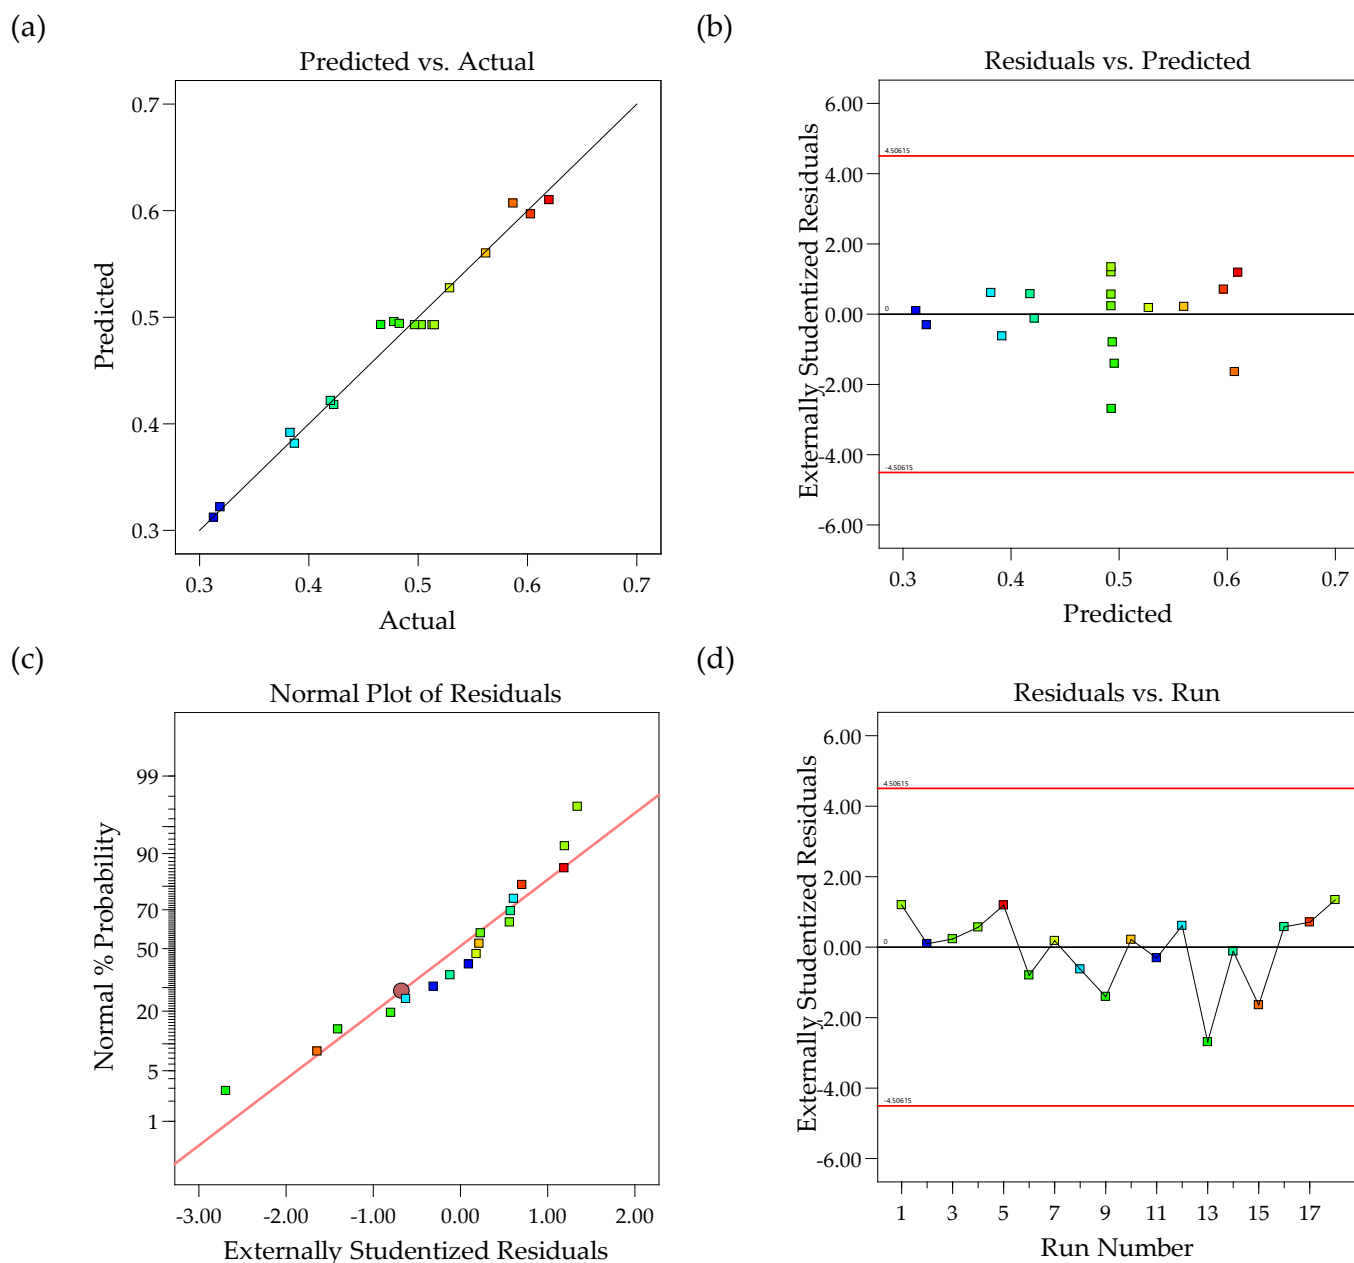 (a)
Predicted vs. Actual
0.7
0.6
0.5
0.4
0.3
Predicted
0.3 0.4 0.5 0.6 0.7
Actual
(b)
Residuals vs. Predicted
6.00
4.00
2.00
0.00
-2.00
-4.00
-6.00
4.50615
0
-4.50615
Externally Studentized Residuals
0.3 0.4 0.5 0.6 0.7
Predicted
(c)
Normal Plot of Residuals
99
90
70
50
20
5
1
Normal % Probability
-3.00 -2.00 -1.00 0.00 1.00 2.00
Externally Studentized Residuals
(d)
Residuals vs. Run
6.00
4.00
2.00
0.00
-2.00
-4.00
-6.00
4.50615
0
-4.50615
Externally Studentized Residuals
1 3 5 7 9 11 13 15 17
Run Number